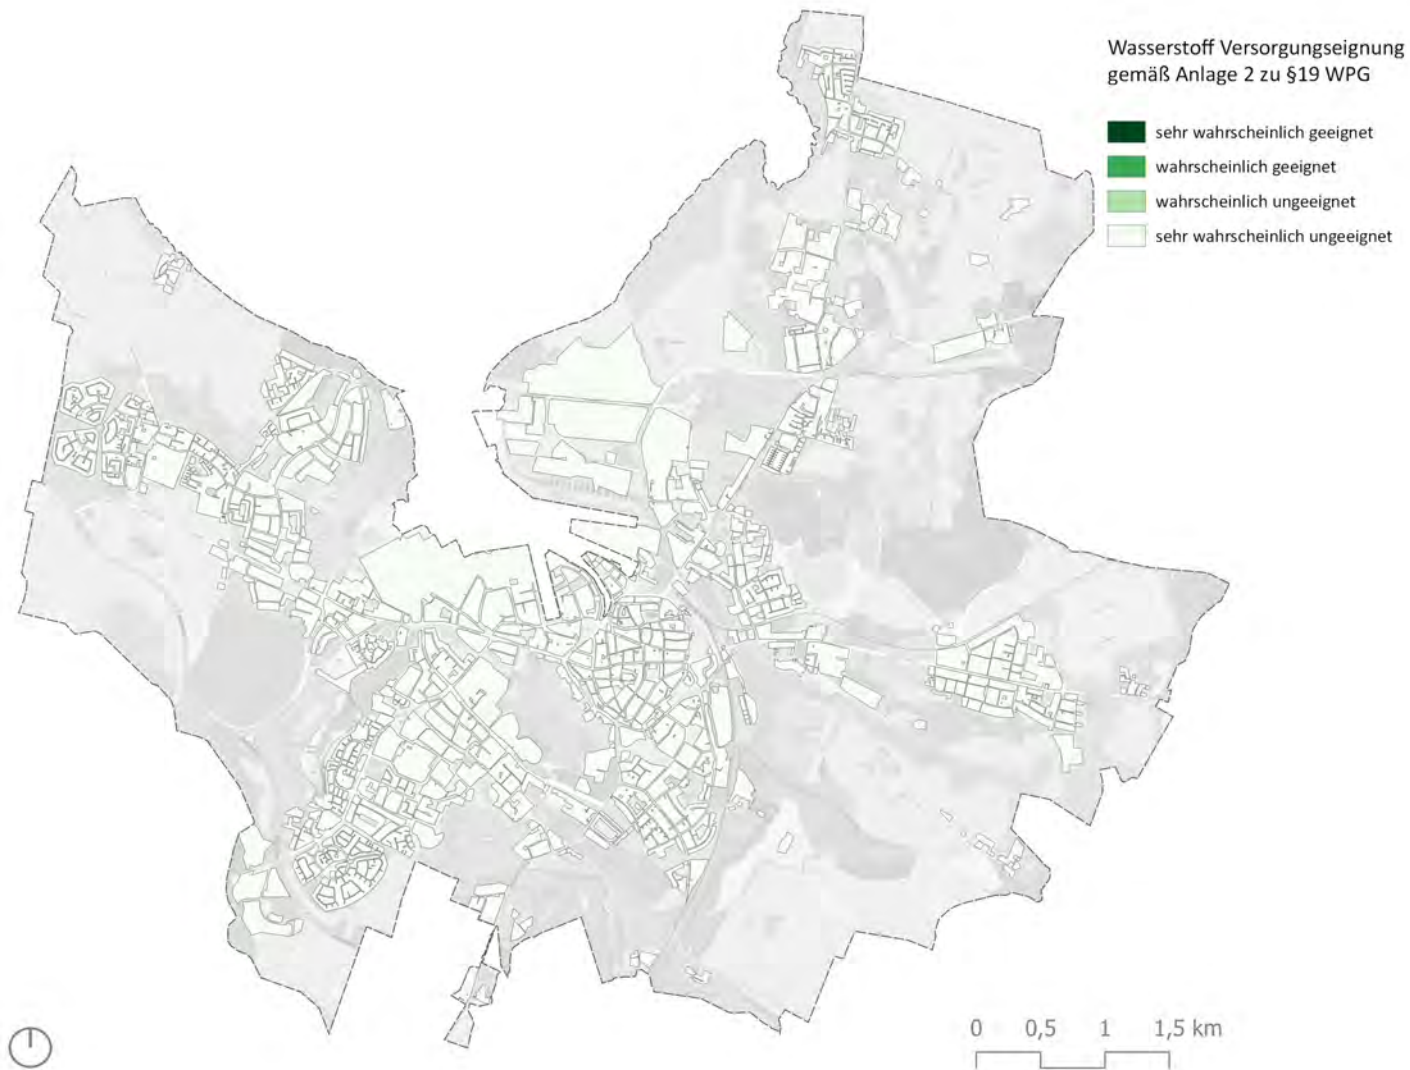 Wasserstoff Versorgungseignung
gemäß Anlage 2 zu §19 WPG
sehr wahrscheinlich geeignet
wahrscheinlich geeignet
wahrscheinlich ungeeignet
sehr wahrscheinlich ungeeignet
0 0,5 1 1,5 km